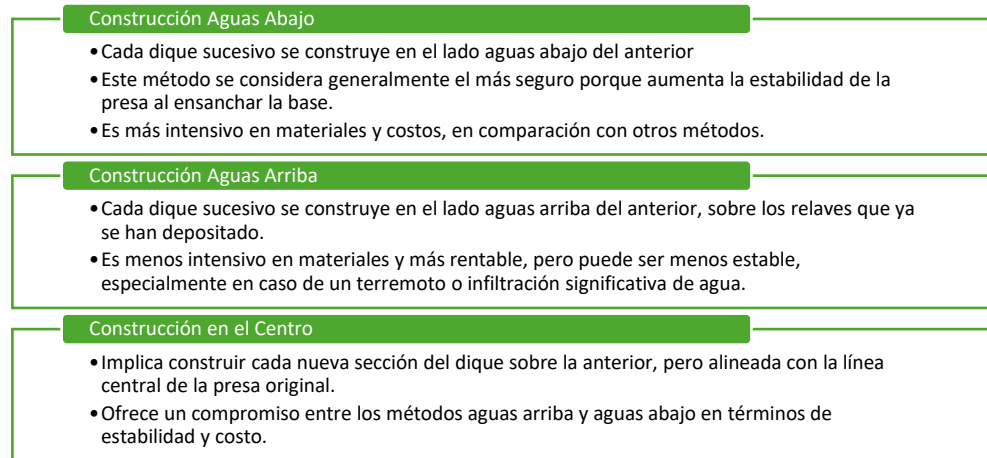 Construcción Aguas Abajo
•Cada dique sucesivo se construye en el lado aguas abajo del anterior
•Este método se considera generalmente el más seguro porque aumenta la estabilidad de la
presa al ensanchar la base.
•Es más intensivo en materiales y costos, en comparación con otros métodos.
Construcción Aguas Arriba
•Cada dique sucesivo se construye en el lado aguas arriba del anterior, sobre los relaves que ya
se han depositado.
•Es menos intensivo en materiales y más rentable, pero puede ser menos estable,
especialmente en caso de un terremoto o infiltración significativa de agua.
Construcción en el Centro
•Implica construir cada nueva sección del dique sobre la anterior, pero alineada con la línea
central de la presa original.
•Ofrece un compromiso entre los métodos aguas arriba y aguas abajo en términos de
estabilidad y costo.